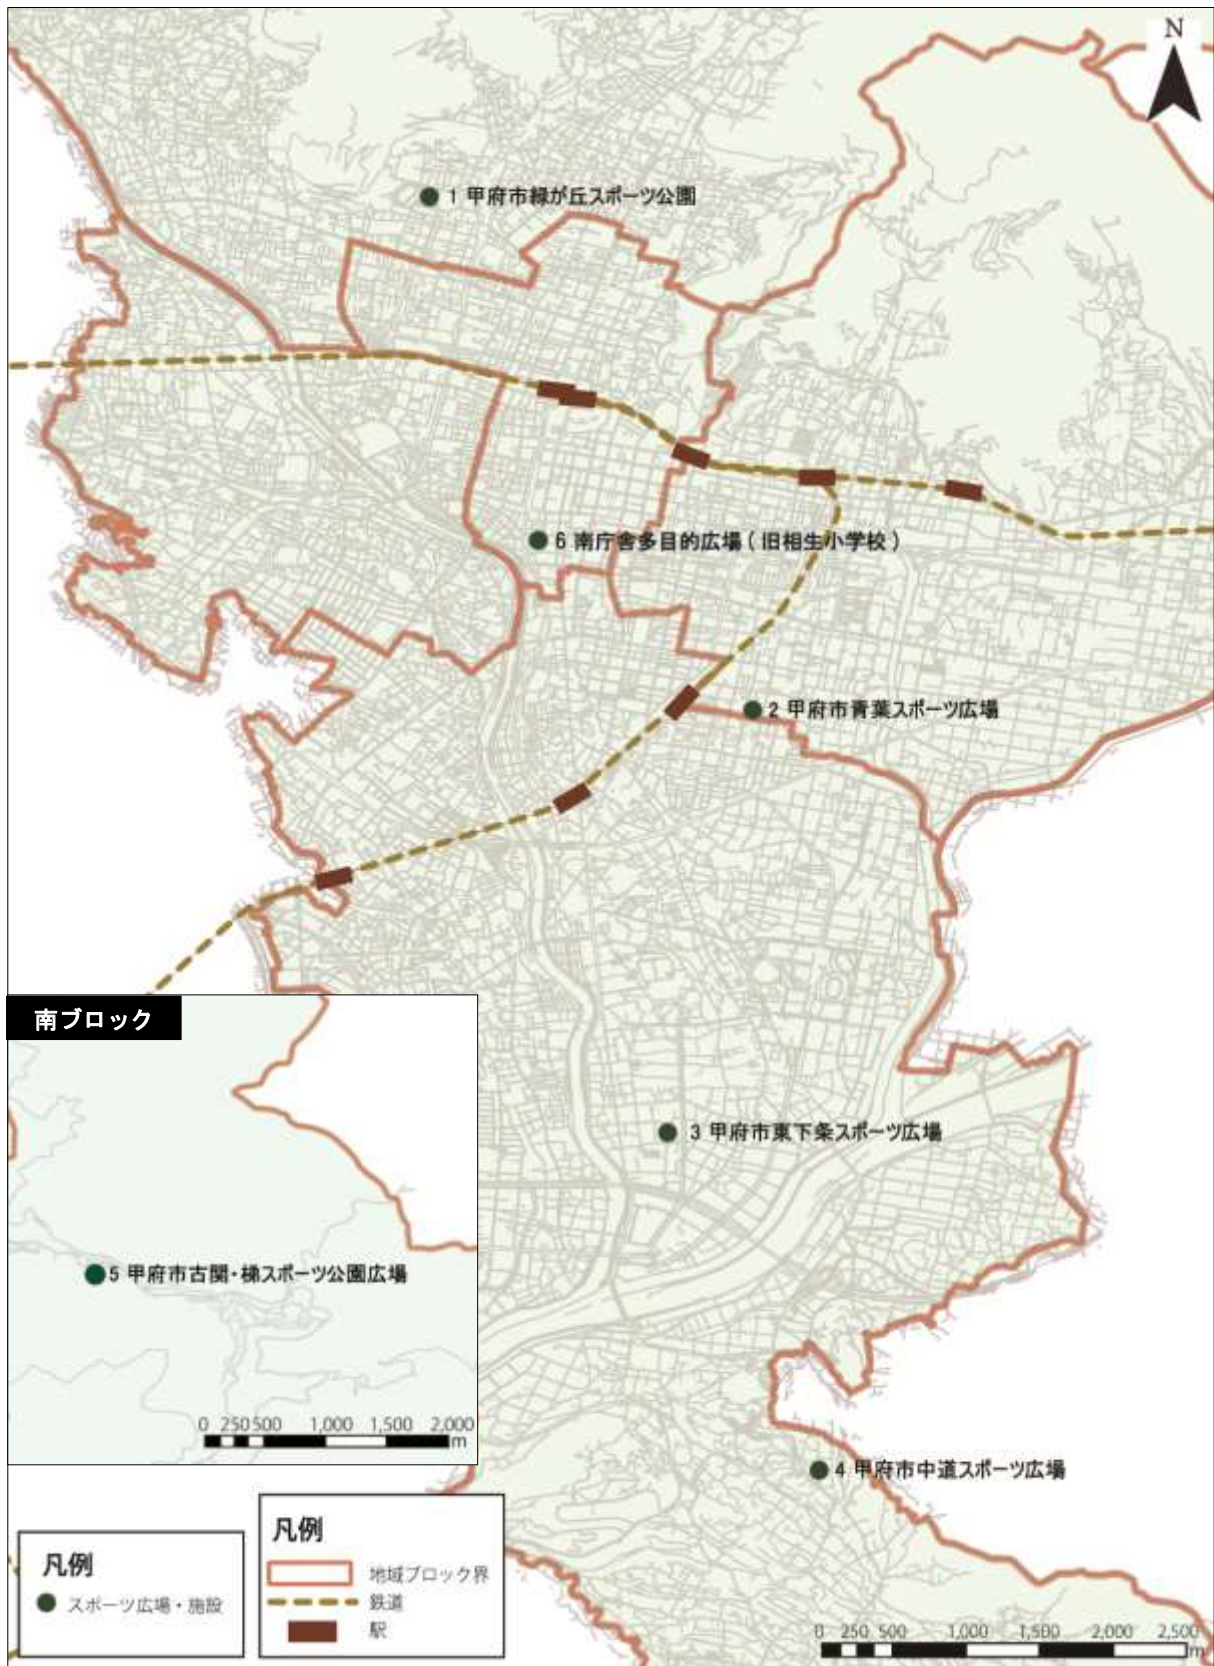 N
1 甲府市緑が丘スポーツ公園
6 南庁舎多目的広場(旧相生小学校)
2 甲府市青葉スポーツ広場
南ブロック
3 甲府市東下条スポーツ広場
5 甲府市古関・梯スポーツ公園広場
0 250 500 1,000 1,500 2,000 m
4 甲府市中道スポーツ広場
凡例
地域ブロック界
鉄道
駅
凡例
スポーツ広場・施設
0 250 500 1,000 1,500 2,000 2,500 m